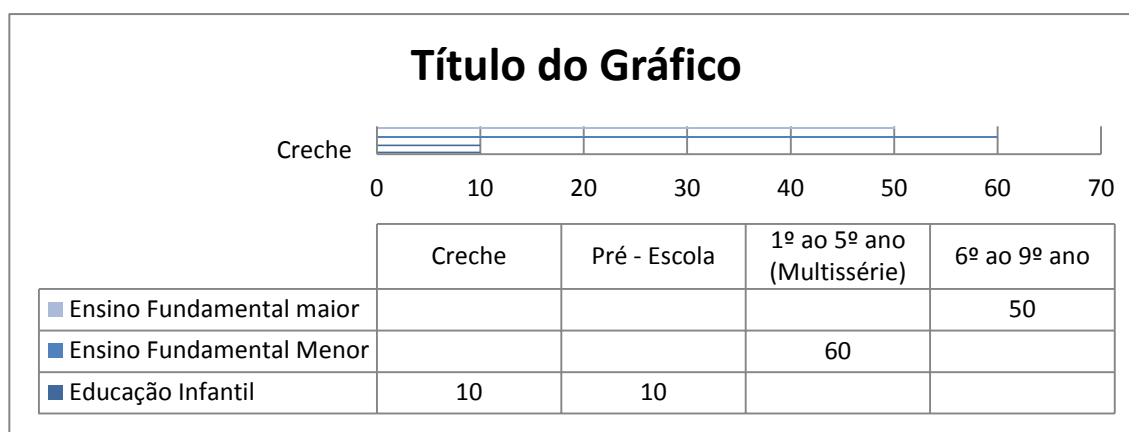 Título do Gráfico
Creche
0 10 20 30 40 50 60 70
Creche Pré - Escola 1º ao 5º ano (Multissérie) 6º ao 9º ano
Ensino Fundamental maior 50
Ensino Fundamental Menor 60
Educação Infantil 10 10